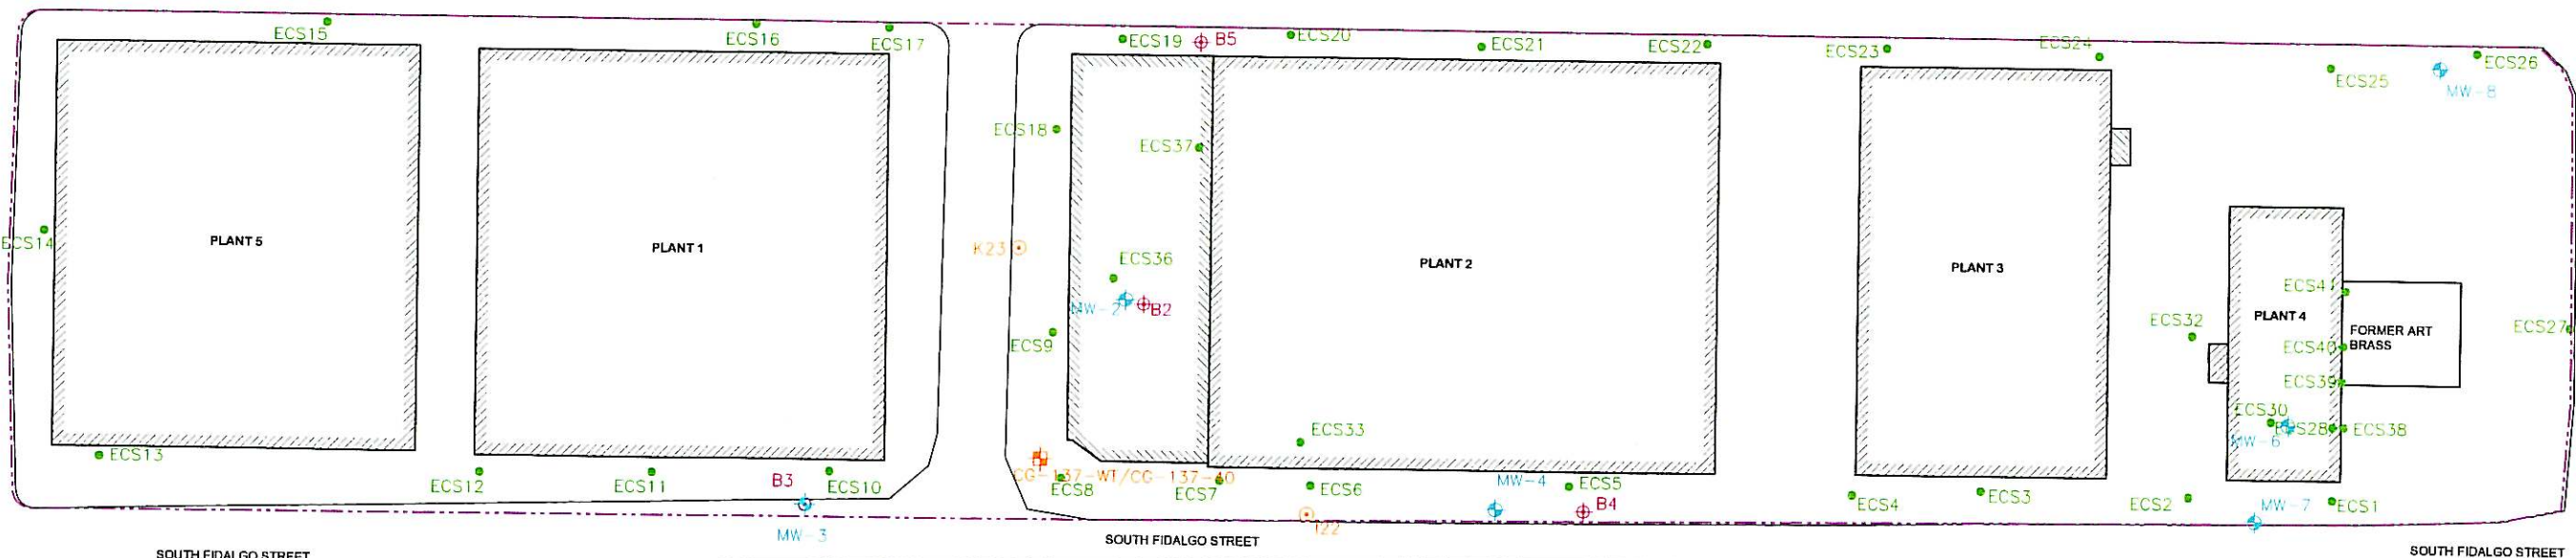 ECS15
ECS16
ECS17
ECS19
B5
ECS20
ECS21
ECS22
ECS23
ECS24
ECS25
ECS26
MW-8
ECS18
ECS37
ECS14
PLANT 5
PLANT 1
K23
ECS36
PLANT 2
PLANT 3
MW-2
B2
ECS9
ECS32
ECS41
PLANT 4
FORMER ART
BRASS
ECS40
ECS27
ECS39
ECS30
ECS28
ECS38
MW-6
ECS33
ECS13
ECS12
ECS11
B3
ECS10
CG-137-WT/CG-137-40
ECS8
ECS7
ECS6
MW-4
ECS5
B4
ECS4
ECS3
ECS2
MW-7
ECS1
MW-3
I22
SOUTH FIDALGO STREET
SOUTH FIDALGO STREET
SOUTH FIDALGO STREET